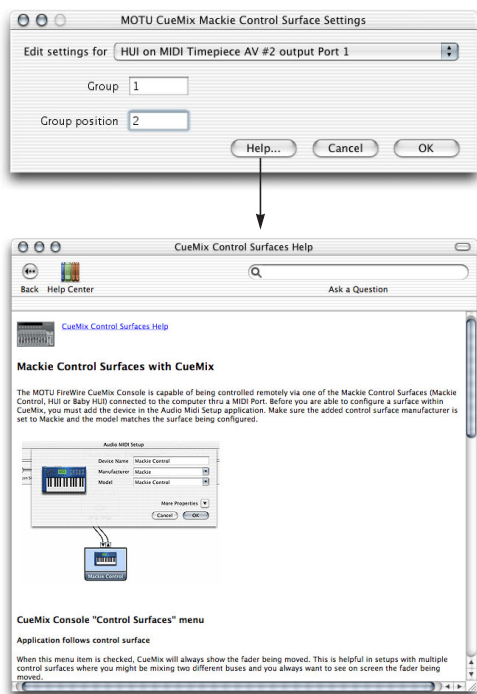 MOTU CueMix Mackie Control Surface Settings
Edit settings for HUI on MIDI Timepiece AV #2 output Port 1
Group 1
Group position 2
Help... Cancel OK
CueMix Control Surfaces Help
Back Help Center Ask a Question
CueMix Control Surfaces Help
Mackie Control Surfaces with CueMix
The MOTU FireWire CueMix Console is capable of being controlled remotely via one of the Mackie Control Surfaces (Mackie
Control, HUI or Baby HUI) connected to the computer thru a MIDI Port. Before you are able to configure a surface within
CueMix, you must add the device in the Audio Midi Setup application. Make sure the added control surface manufacturer is
set to Mackie and the model matches the surface being configured.
Audio MIDI Setup
Device Name Mackie Control
Manufacturer Mackie
Model Mackie Control
More Properties
Cancel OK
Mackie Control
CueMix Console "Control Surfaces" menu
Application follows control surface
When this menu item is checked, CueMix will always show the fader being moved. This is helpful in setups with multiple
control surfaces where you might be mixing two different buses and you always want to see on screen the fader being
moved.